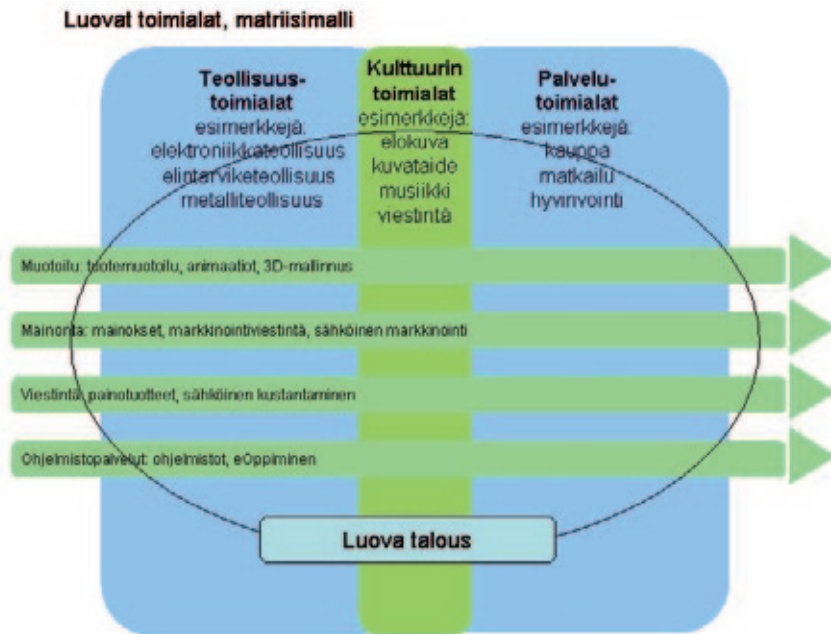 Luovat toimialat, matriisimalli
Teollisuus-
toimialat
esimerkkejä:
elektroniikkateollisuus
elintarviketeollisuus
metalliteollisuus
Kulttuurin
toimialat
esimerkkejä:
elokuva
kuvataide
musiikki
viestintä
Palvelu-
toimialat
esimerkkejä:
kauppa
matkailu
hyvinvointi
Muotoilu: tuotemuotoilu, animaatiot, 3D-mallinnus
Mainonta: mainokset, markkinointiviestintä, sähköinen markkinointi
Viestintä: painotuotteet, sähköinen kustantaminen
Ohjelmistopalvelut: ohjelmistot, eOppiminen
Luova talous